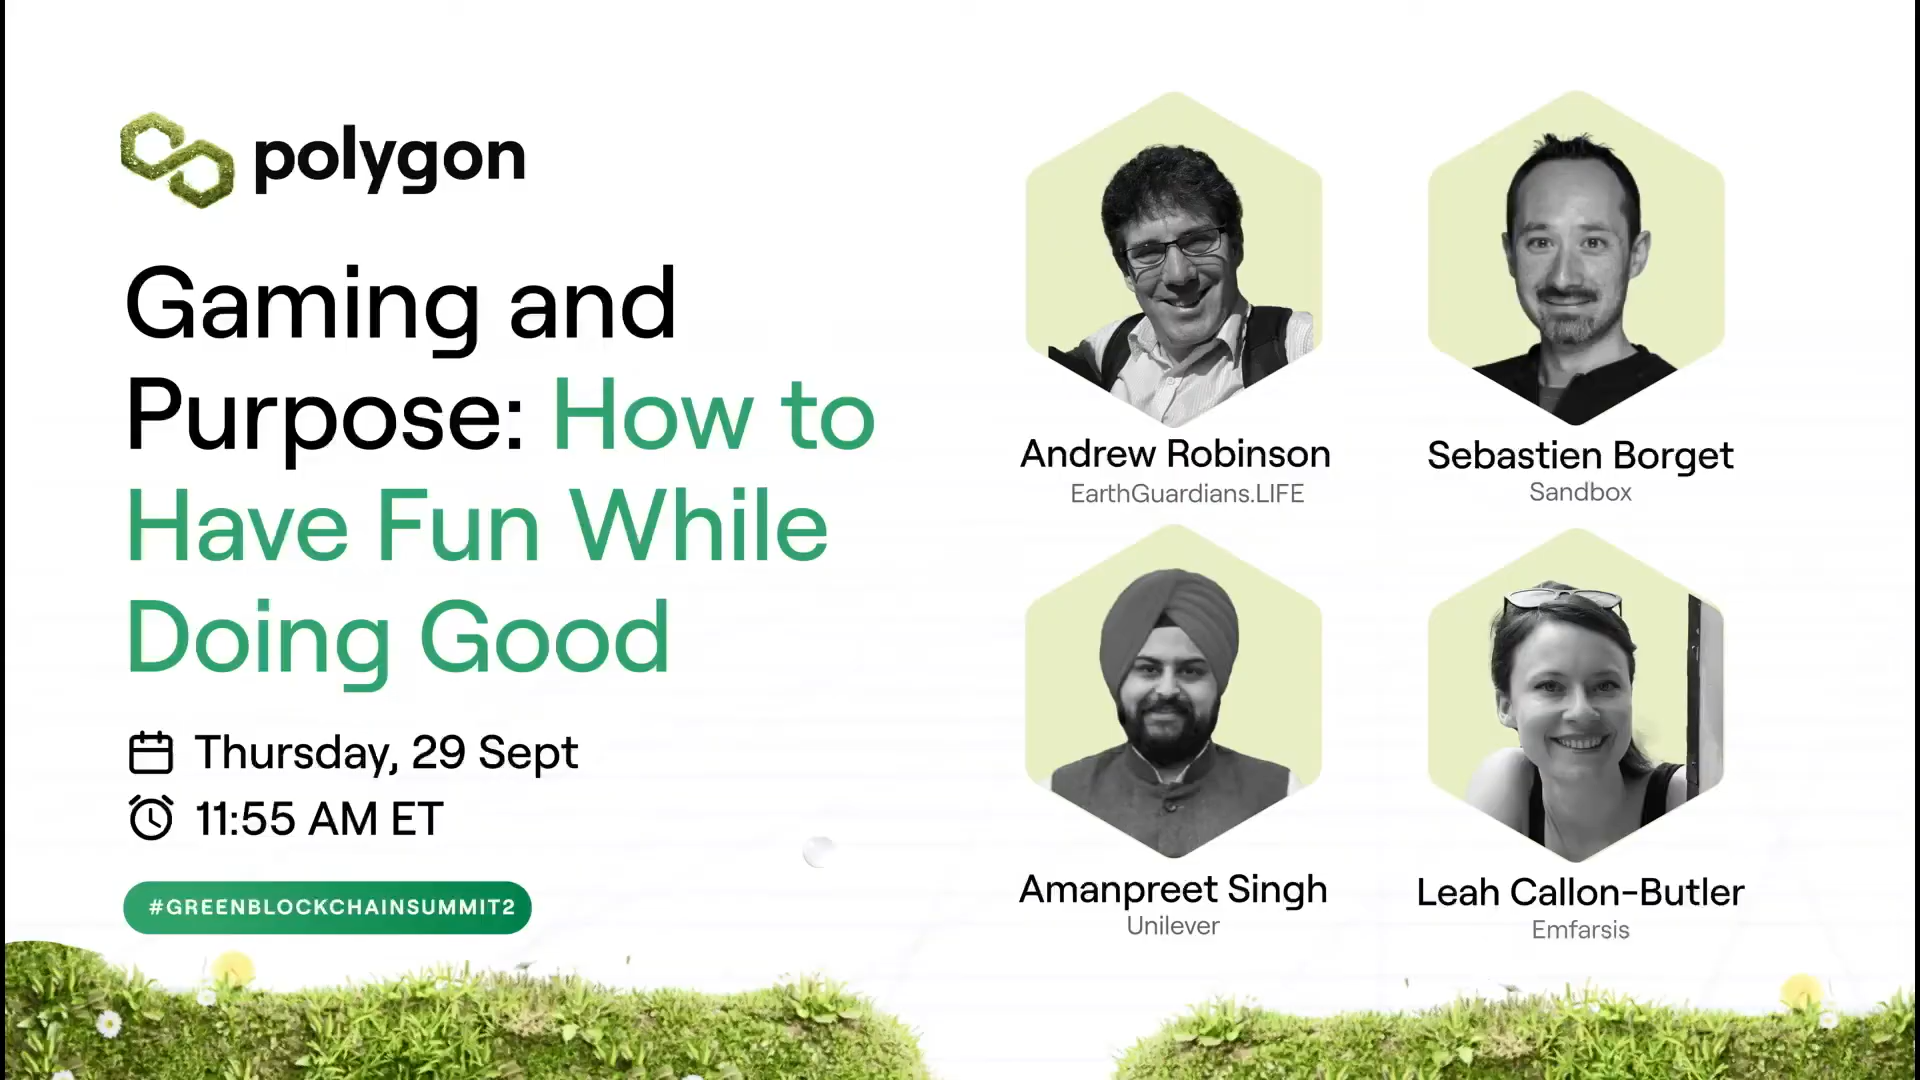 polygon
Gaming and
Purpose: How to
Have Fun While
Doing Good
Thursday, 29 Sept
11:55 AM ET
#GREENBLOCKCHAINSUMMIT2
Andrew Robinson
EarthGuardians.LIFE
Sebastien Borget
Sandbox
Amanpreet Singh
Unilever
Leah Callon-Butler
Emfarsis